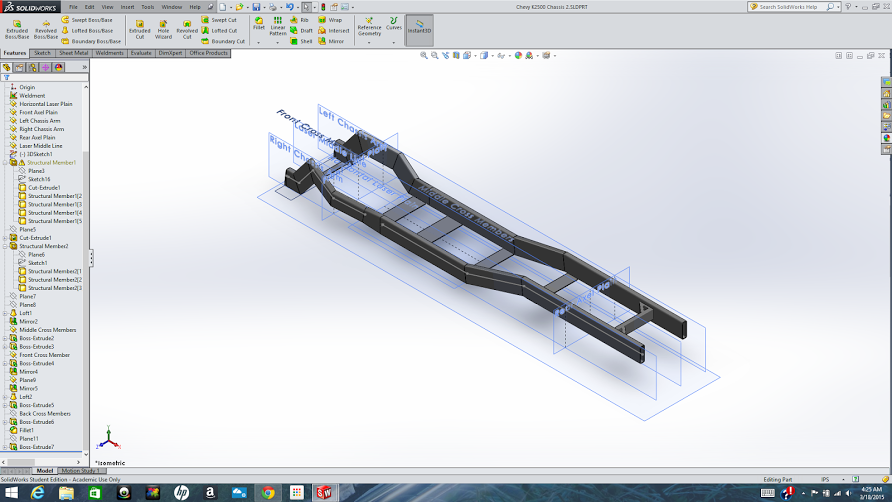 SOLIDWORKS
File Edit View Insert Tools Window Help
Chevy K2500 Chassis 2.SLDPRT
Search SolidWorks Help
Extruded Boss/Base
Revolved Boss/Base
Swept Boss/Base
Lofted Boss/Base
Boundary Boss/Base
Extruded Cut
Hole Wizard
Revolved Cut
Swept Cut
Lofted Cut
Boundary Cut
Fillet
Linear Pattern
Rib
Draft
Shell
Wrap
Intersect
Mirror
Reference Geometry
Curves
Instant3D
Features Sketch Sheet Metal Weldments Evaluate DimXpert Office Products
Origin
Weldment
Horizontal Laser Plain
Front Axel Plain
Left Chassis Arm
Right Chassis Arm
Rear Axel Plain
Laser Middle Line
(-) 3DSketch1
Structural Member1
Plane3
Sketch16
Cut-Extrude1
Structural Member1[2
Structural Member1[3
Structural Member1[4
Structural Member1[5
Plane5
Cut-Extrude1
Structural Member2
Plane6
Sketch1
Structural Member2[1
Structural Member2[2
Structural Member2[3
Plane7
Plane8
Loft1
Mirror2
Middle Cross Members
Boss-Extrude2
Boss-Extrude3
Front Cross Member
Boss-Extrude4
Mirror4
Plane9
Mirror5
Loft2
Boss-Extrude5
Back Cross Members
Boss-Extrude6
Fillet1
Plane11
Boss-Extrude7
Front Cross M
Left Chas
Right Cha
Middle Cross Members
*Isometric
Model Motion Study 1
SolidWorks Student Edition - Academic Use Only
Editing Part
IPS
4:25 AM
3/18/2015